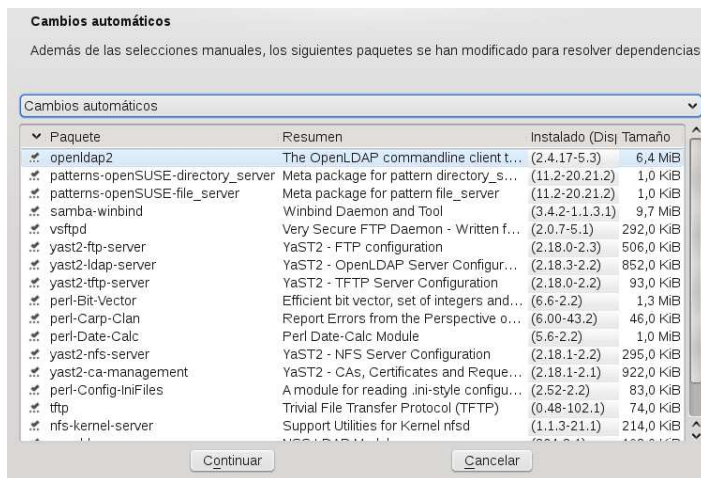 Cambios automáticos
Además de las selecciones manuales, los siguientes paquetes se han modificado para resolver dependencias
Cambios automáticos
Paquete Resumen Instalado (Dis Tamaño
openldap2 The OpenLDAP commandline client t... (2.4.17-5.3) 6,4 MiB
patterns-openSUSE-directory_server Meta package for pattern directory_s... (11.2-20.21.2) 1,0 KiB
patterns-openSUSE-file_server Meta package for pattern file_server (11.2-20.21.2) 1,0 KiB
samba-winbind Winbind Daemon and Tool (3.4.2-1.1.3.1) 9,7 MiB
vsftpd Very Secure FTP Daemon - Written f... (2.0.7-5.1) 292,0 KiB
yast2-ftp-server YaST2 - FTP configuration (2.18.0-2.3) 506,0 KiB
yast2-ldap-server YaST2 - OpenLDAP Server Configur... (2.18.3-2.2) 852,0 KiB
yast2-tftp-server YaST2 - TFTP Server Configuration (2.18.0-2.2) 93,0 KiB
perl-Bit-Vector Efficient bit vector, set of integers and... (6.6-2.2) 1,3 MiB
perl-Carp-Clan Report Errors from the Perspective o... (6.00-43.2) 46,0 KiB
perl-Date-Calc Perl Date-Calc Module (5.6-2.2) 1,0 MiB
yast2-nfs-server YaST2 - NFS Server Configuration (2.18.1-2.2) 295,0 KiB
yast2-ca-management YaST2 - CAs, Certificates and Reque... (2.18.1-2.1) 922,0 KiB
perl-Config-IniFiles A module for reading .ini-style configu... (2.52-2.2) 83,0 KiB
tftp Trivial File Transfer Protocol (TFTP) (0.48-102.1) 74,0 KiB
nfs-kernel-server Support Utilities for Kernel nfsd (1.1.3-21.1) 214,0 KiB
Continuar Cancelar